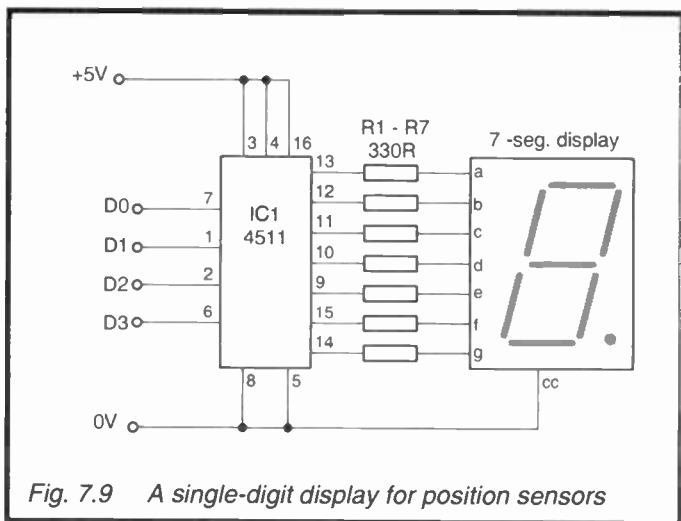 +5V
R1 - R7
330R
7 -seg. display
3 4 16
IC1
4511
D0 7
D1 1
D2 2
D3 6
13 a
12 b
11 c
10 d
9 e
15 f
14 g
8 5
cc
0V
Fig. 7.9 A single-digit display for position sensors